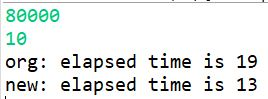 80000
10
org: elapsed time is 19
new: elapsed time is 13